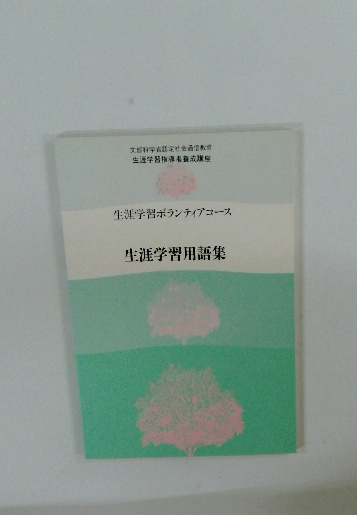 文部科学省認定社会通信教育
生涯学習指導者養成講座
生涯学習ボランティアコース
生涯学習用語集